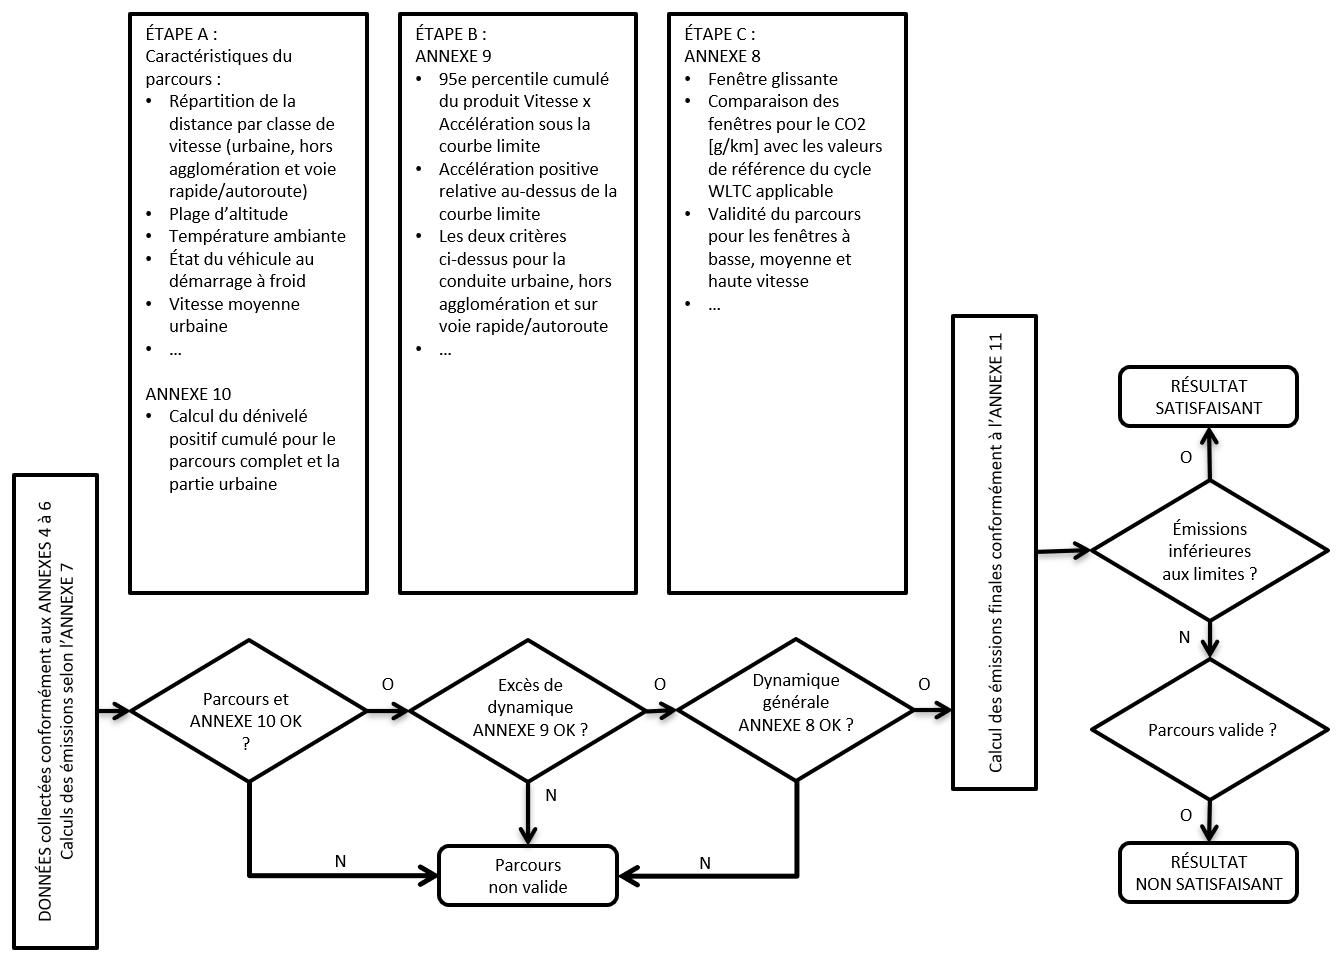 ÉTAPE A :
Caractéristiques du
parcours :
• Répartition de la
distance par classe de
vitesse (urbaine, hors
agglomération et voie
rapide/autoroute)
• Plage d’altitude
• Température ambiante
• État du véhicule au
démarrage à froid
• Vitesse moyenne
urbaine
• ...
ANNEXE 10
• Calcul du dénivelé
positif cumulé pour le
parcours complet et la
partie urbaine
ÉTAPE B :
ANNEXE 9
• 95e percentile cumulé
du produit Vitesse x
Accélération sous la
courbe limite
• Accélération positive
relative au-dessus de la
courbe limite
• Les deux critères
ci-dessus pour la
conduite urbaine, hors
agglomération et sur
voie rapide/autoroute
• ...
ÉTAPE C :
ANNEXE 8
• Fenêtre glissante
• Comparaison des
fenêtres pour le CO2
[g/km] avec les valeurs
de référence du cycle
WLTC applicable
• Validité du parcours
pour les fenêtres à
basse, moyenne et
haute vitesse
• ...
DONNÉES collectées conformément aux ANNEXES 4 à 6
Calculs des émissions selon l’ANNEXE 7
Parcours et
ANNEXE 10 OK
?
O
N
Excès de
dynamique
ANNEXE 9 OK ?
O
N
Dynamique
générale
ANNEXE 8 OK ?
O
N
Parcours
non valide
Calcul des émissions finales conformément à l’ANNEXE 11
RÉSULTAT
SATISFAISANT
O
Émissions
inférieures
aux limites ?
N
Parcours valide ?
O
RÉSULTAT
NON SATISFAISANT